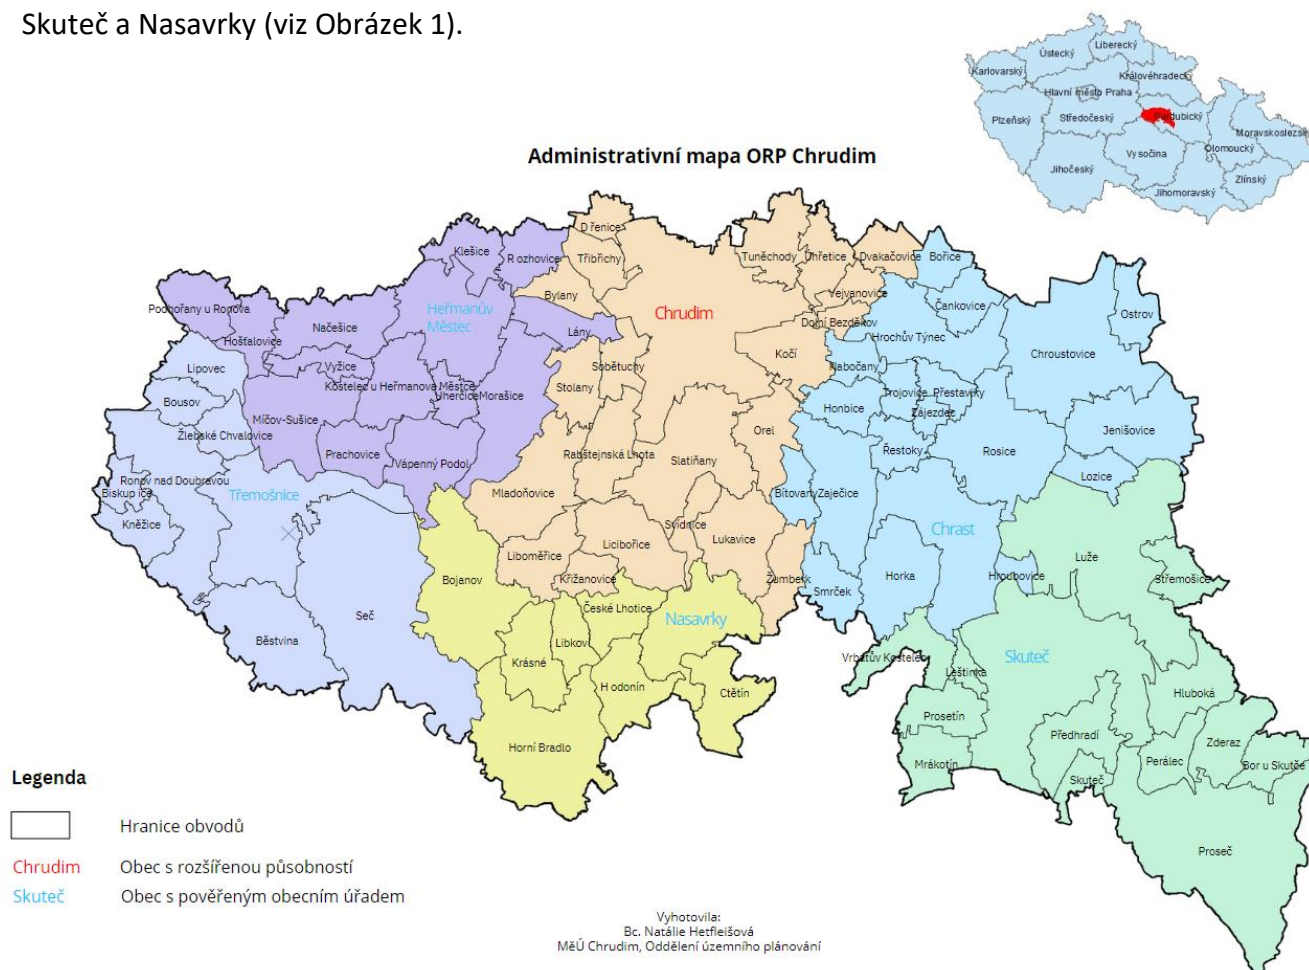 Skuteč a Nasavrky (viz Obrázek 1).
Ústecký
Liberecký
Karlovarský
Královéhradecký
Hlavní město Praha
Plzeňský
Středočeský
Pardubický
Moravskoslezský
Olomoucký
Vysočina
Jihočeský
Zlínský
Jihomoravský
Administrativní mapa ORP Chrudim
Dřenice
Klešice
Rozhovice
Třibřichy
Tuněchody
Úhřetice
Dvakačovice
Bořice
Bylany
Vejvanovice
Čankovice
Ostrov
Podhořany u Ronova
Heřmanův
Městec
Chrudim
Domí Bezděkov
Načešice
Lány
Hošťalovice
Hrochův Týnec
Chroustovice
Kočí
Lipovec
Vyžice
Sobětuchy
Nabočany
Kostelec u Heřmanova Městce
Stolany
Uherčice
Morašice
Trojovice
Přestavlky
Bousov
Míčov-Sušice
Honbice
Zájezdec
Žlebské Chvalovice
Orel
Jenišovice
Prachovice
Vápenný Podol
Rabštejnská Lhota
Slatiňany
Řestoky
Rosice
Ronov nad Doubravou
Lozice
Biskupice
Třemošnice
Mladoňovice
Bítovany
Zaječice
Kněžice
Svídnice
Lukavice
Chrast
Liboměřice
Licibořice
Luže
Bojanov
Křižanovice
Žumberk
Horka
Hroubovice
Střemošice
Smrček
České Lhotice
Nasavrky
Seč
Běstvina
Libkov
Vrbatův Kostelec
Skuteč
Krásné
Leštinka
Hodonín
Ctětín
Hluboká
Prosetín
Horní Bradlo
Předhradí
Zderaz
Mrákotín
Perálec
Bor u Skutče
Skuteč
Proseč
Legenda
Hranice obvodů
Chrudim Obec s rozšířenou působností
Skuteč Obec s pověřeným obecním úřadem
Vyhotovila:
Bc. Natálie Hetfleišová
MěÚ Chrudim, Oddělení územního plánování